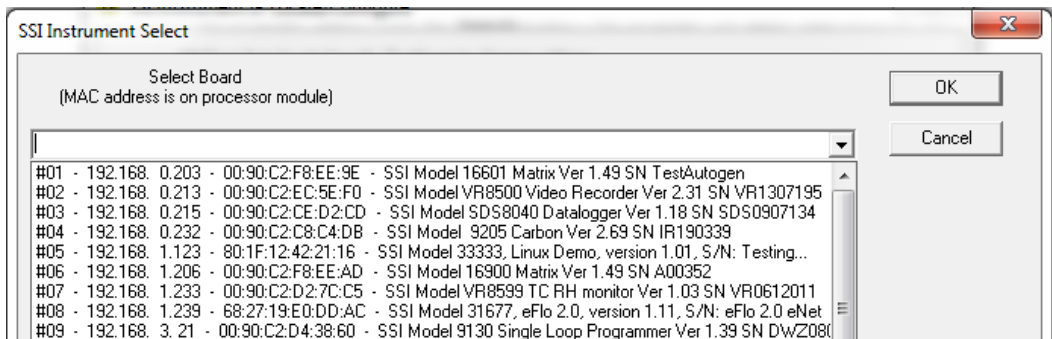 SSI Instrument Select
Select Board
(MAC address is on processor module)
OK
Cancel
#01 - 192.168. 0.203 - 00:90:C2:F8:EE:9E - SSI Model 16601 Matrix Ver 1.49 SN TestAutogen
#02 - 192.168. 0.213 - 00:90:C2:EC:5E:F0 - SSI Model VR8500 Video Recorder Ver 2.31 SN VR1307195
#03 - 192.168. 0.215 - 00:90:C2:CE:D2:CD - SSI Model SDS8040 Datalogger Ver 1.18 SN SDS0907134
#04 - 192.168. 0.232 - 00:90:C2:C8:C4:DB - SSI Model  9205 Carbon Ver 2.69 SN IR190339
#05 - 192.168. 1.123 - 80:1F:12:42:21:16 - SSI Model 33333, Linux Demo, version 1.01, S/N: Testing...
#06 - 192.168. 1.206 - 00:90:C2:F8:EE:AD - SSI Model 16900 Matrix Ver 1.49 SN A00352
#07 - 192.168. 1.233 - 00:90:C2:D2:7C:C5 - SSI Model VR8599 TC RH monitor Ver 1.03 SN VR0612011
#08 - 192.168. 1.239 - 68:27:19:E0:DD:AC - SSI Model 31677, eFlo 2.0, version 1.11, S/N: eFlo 2.0 eNet
#09 - 192.168. 3. 21 - 00:90:C2:D4:38:60 - SSI Model 9130 Single Loop Programmer Ver 1.39 SN DWZ080